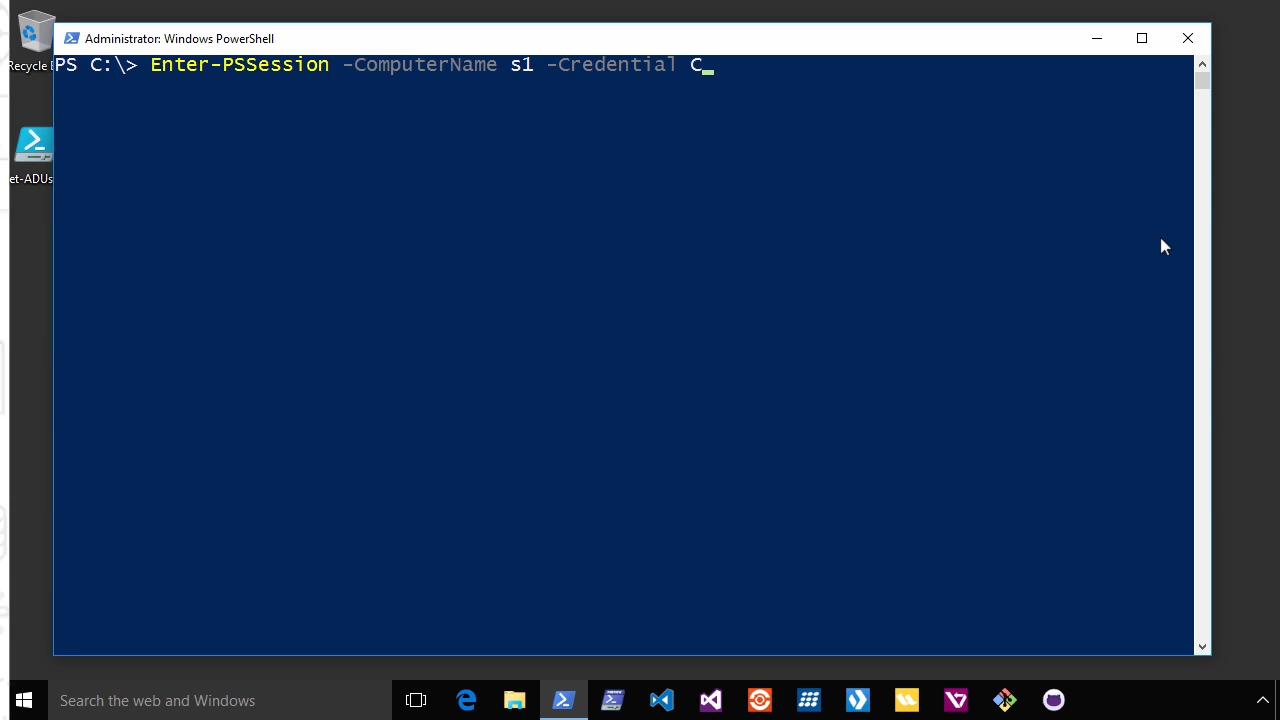 Administrator: Windows PowerShell
PS C:\> Enter-PSSession -ComputerName s1 -Credential C
Recycle
et-ADUs
Search the web and Windows